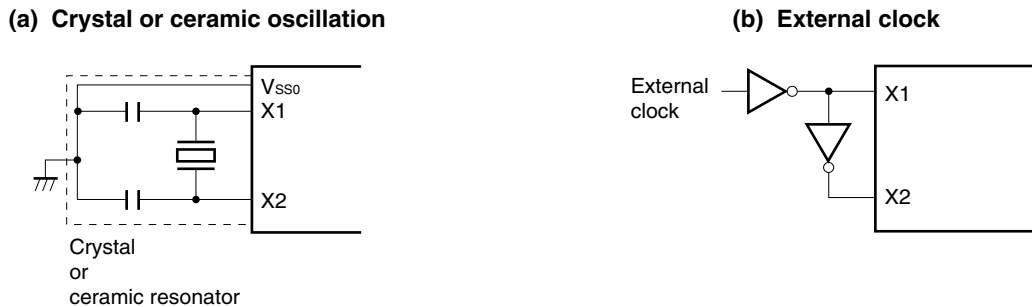 (a) Crystal or ceramic oscillation
VSS0
X1
X2
Crystal
or
ceramic resonator
(b) External clock
External
clock
X1
X2